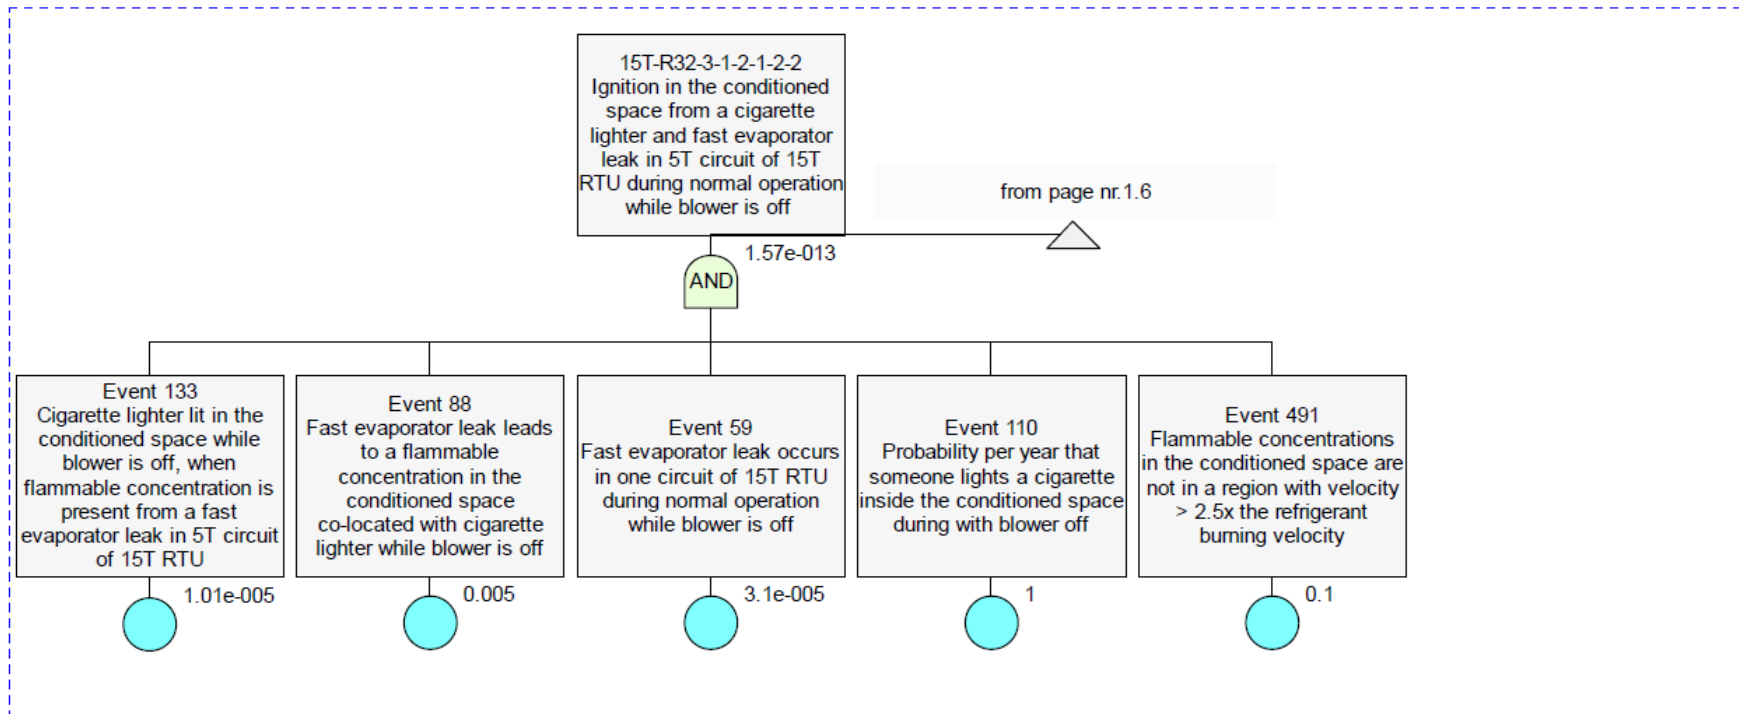 15T-R32-3-1-2-1-2-2
Ignition in the conditioned
space from a cigarette
lighter and fast evaporator
leak in 5T circuit of 15T
RTU during normal operation
while blower is off
from page nr.1.6
1.57e-013
AND
Event 133
Cigarette lighter lit in the
conditioned space while
blower is off, when
flammable concentration is
present from a fast
evaporator leak in 5T circuit
of 15T RTU
1.01e-005
Event 88
Fast evaporator leak leads
to a flammable
concentration in the
conditioned space
co-located with cigarette
lighter while blower is off
0.005
Event 59
Fast evaporator leak occurs
in one circuit of 15T RTU
during normal operation
while blower is off
3.1e-005
Event 110
Probability per year that
someone lights a cigarette
inside the conditioned space
during with blower off
1
Event 491
Flammable concentrations
in the conditioned space are
not in a region with velocity
> 2.5x the refrigerant
burning velocity
0.1